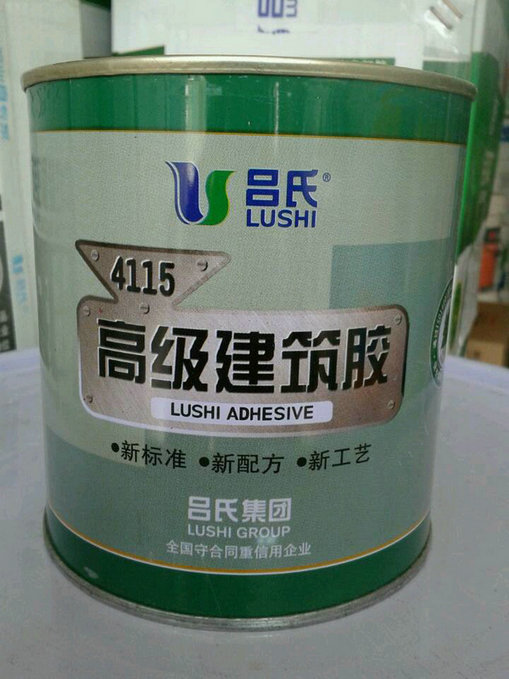 吕氏®
LUSHI
4115
高级建筑胶
LUSHI ADHESIVE
•新标准 •新配方 •新工艺
吕氏集团
LUSHI GROUP
全国守合同重信用企业